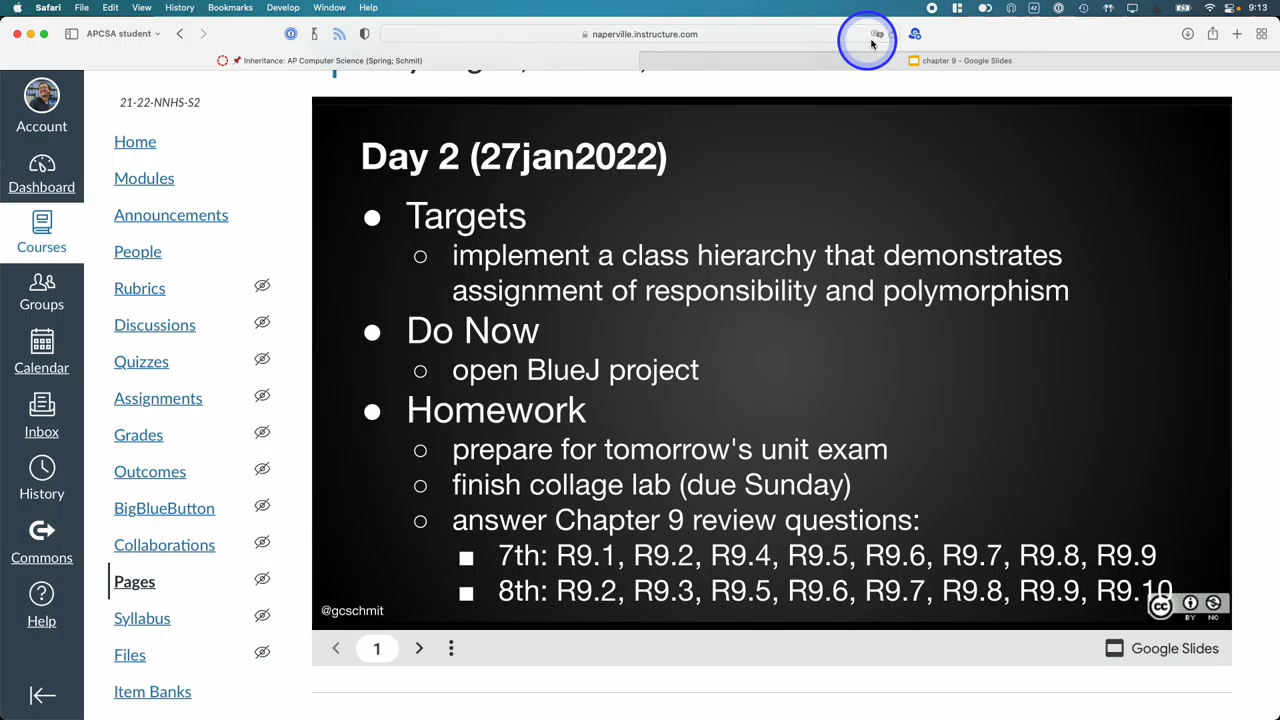 Safari File Edit View History Bookmarks Develop Window Help 9:13
APCSA student naperville.instructure.com
📌 Inheritance: AP Computer Science (Spring; Schmit) chapter 9 - Google Slides
21-22-NNHS-S2
Account
Dashboard
Courses
Groups
Calendar
Inbox
History
Commons
Help
Home
Modules
Announcements
People
Rubrics
Discussions
Quizzes
Assignments
Grades
Outcomes
BigBlueButton
Collaborations
Pages
Syllabus
Files
Item Banks
Day 2 (27jan2022)
● Targets
○ implement a class hierarchy that demonstrates
assignment of responsibility and polymorphism
● Do Now
○ open BlueJ project
● Homework
○ prepare for tomorrow's unit exam
○ finish collage lab (due Sunday)
○ answer Chapter 9 review questions:
■ 7th: R9.1, R9.2, R9.4, R9.5, R9.6, R9.7, R9.8, R9.9
■ 8th: R9.2, R9.3, R9.5, R9.6, R9.7, R9.8, R9.9, R9.10
@gcschmit
CC BY NC
1
Google Slides